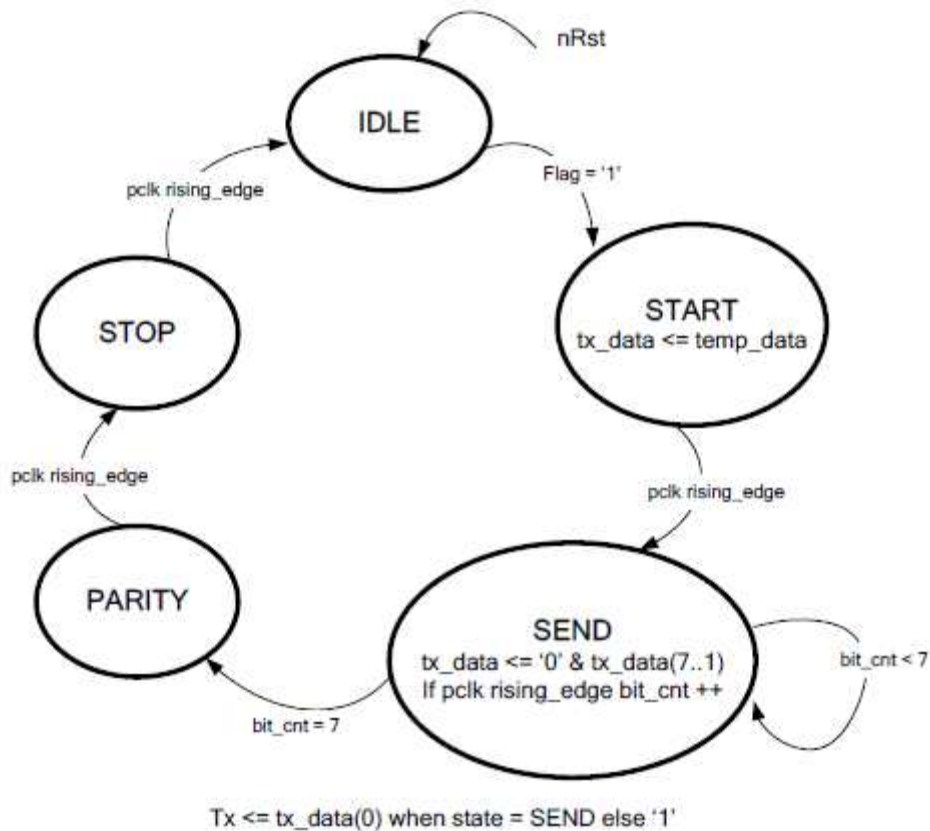 nRst
IDLE
Flag = ‘1’
pclk rising_edge
START
tx_data <= temp_data
STOP
pclk rising_edge
pclk rising_edge
PARITY
SEND
tx_data <= ‘0’ & tx_data(7..1)
If pclk rising_edge bit_cnt ++
bit_cnt < 7
bit_cnt = 7
Tx <= tx_data(0) when state = SEND else ‘1’